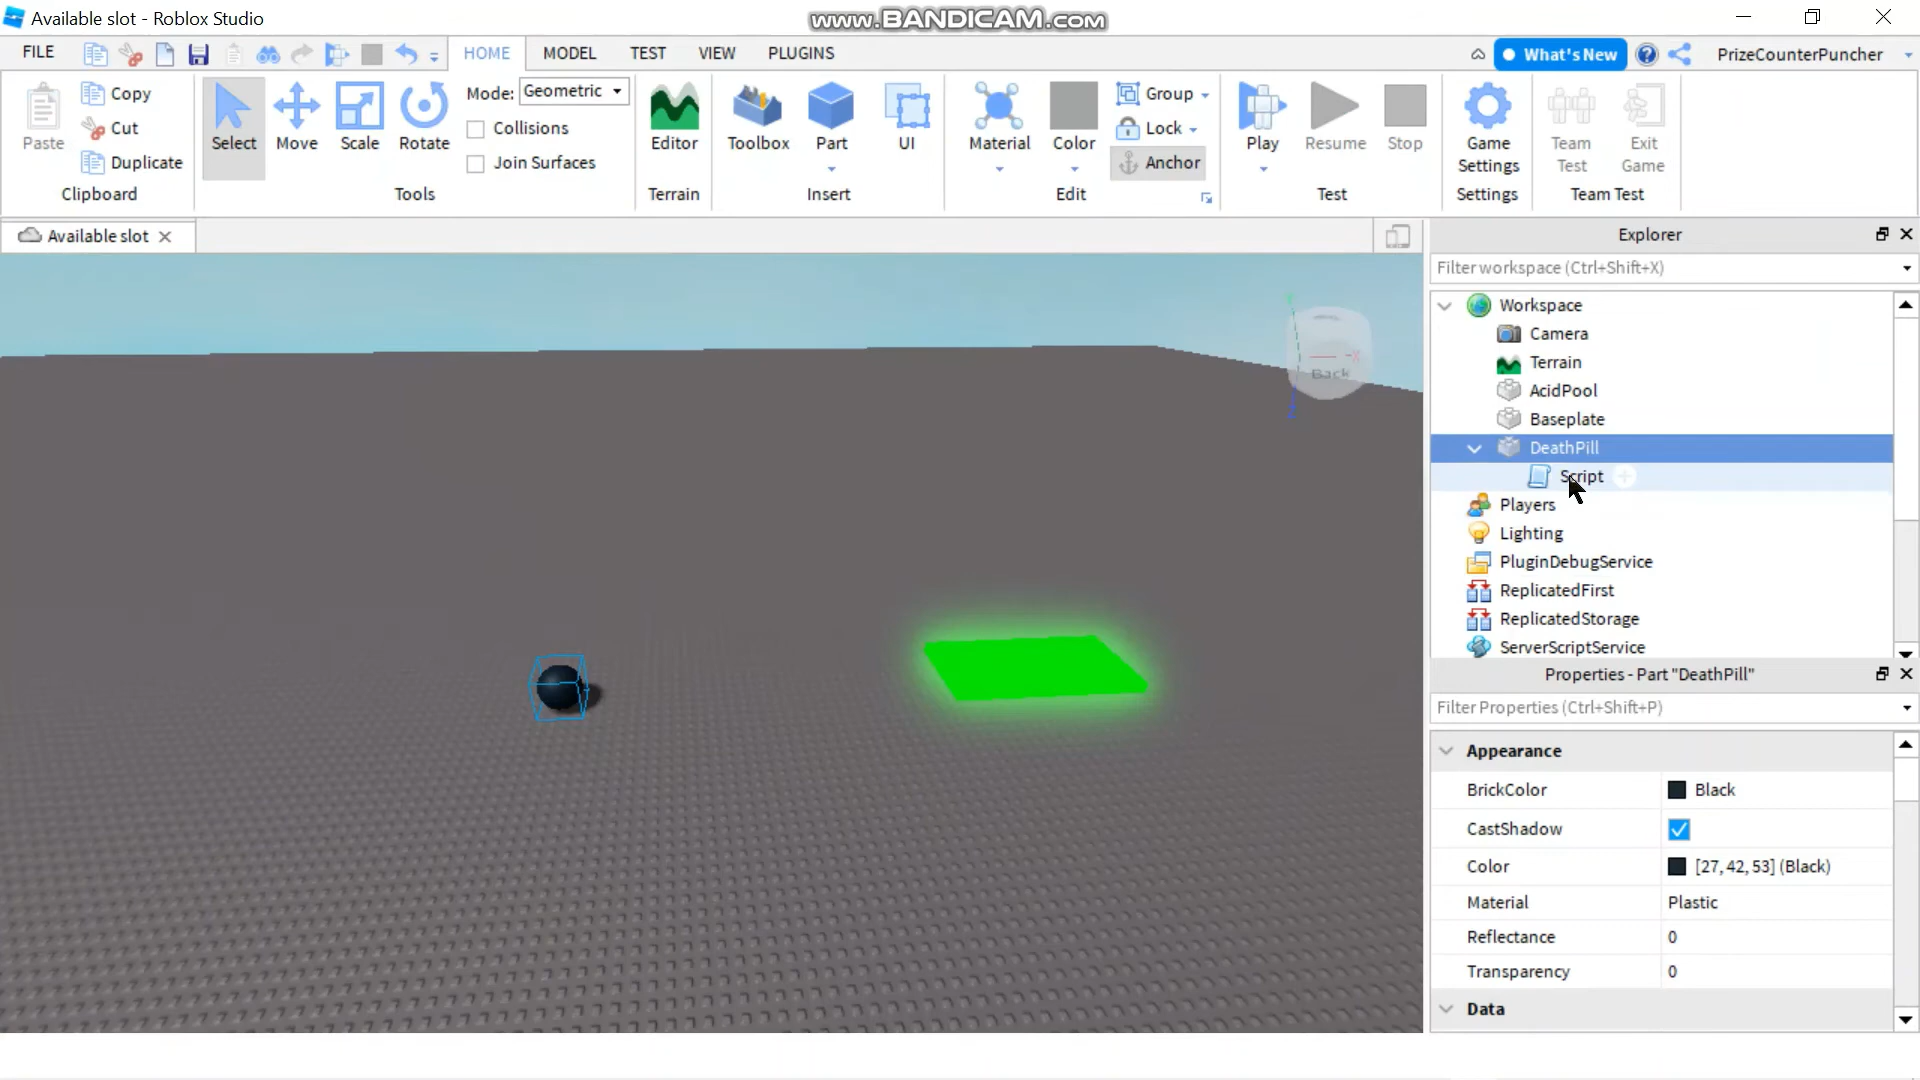 Available slot - Roblox Studio
www.BANDICAM.com
FILE
HOME
MODEL
TEST
VIEW
PLUGINS
What's New
PrizeCounterPuncher
Paste
Copy
Cut
Duplicate
Clipboard
Select
Move
Scale
Rotate
Mode: Geometric
Collisions
Join Surfaces
Tools
Editor
Terrain
Toolbox
Part
UI
Insert
Material
Color
Group
Lock
Anchor
Edit
Play
Resume
Stop
Test
Game
Settings
Settings
Team
Test
Exit
Game
Team Test
Available slot
Back
-X
Explorer
Filter workspace (Ctrl+Shift+X)
Workspace
Camera
Terrain
AcidPool
Baseplate
DeathPill
Script
Players
Lighting
PluginDebugService
ReplicatedFirst
ReplicatedStorage
ServerScriptService
Properties - Part "DeathPill"
Filter Properties (Ctrl+Shift+P)
Appearance
BrickColor Black
CastShadow
Color [27, 42, 53] (Black)
Material Plastic
Reflectance 0
Transparency 0
Data